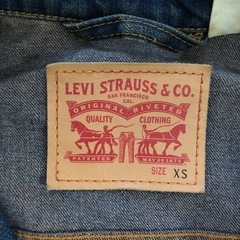 LEVI STRAUSS & CO.
SAN FRANCISCO
CAL.
ORIGINAL RIVETED
QUALITY CLOTHING
PATENTED MAY 20 1873
SIZE XS